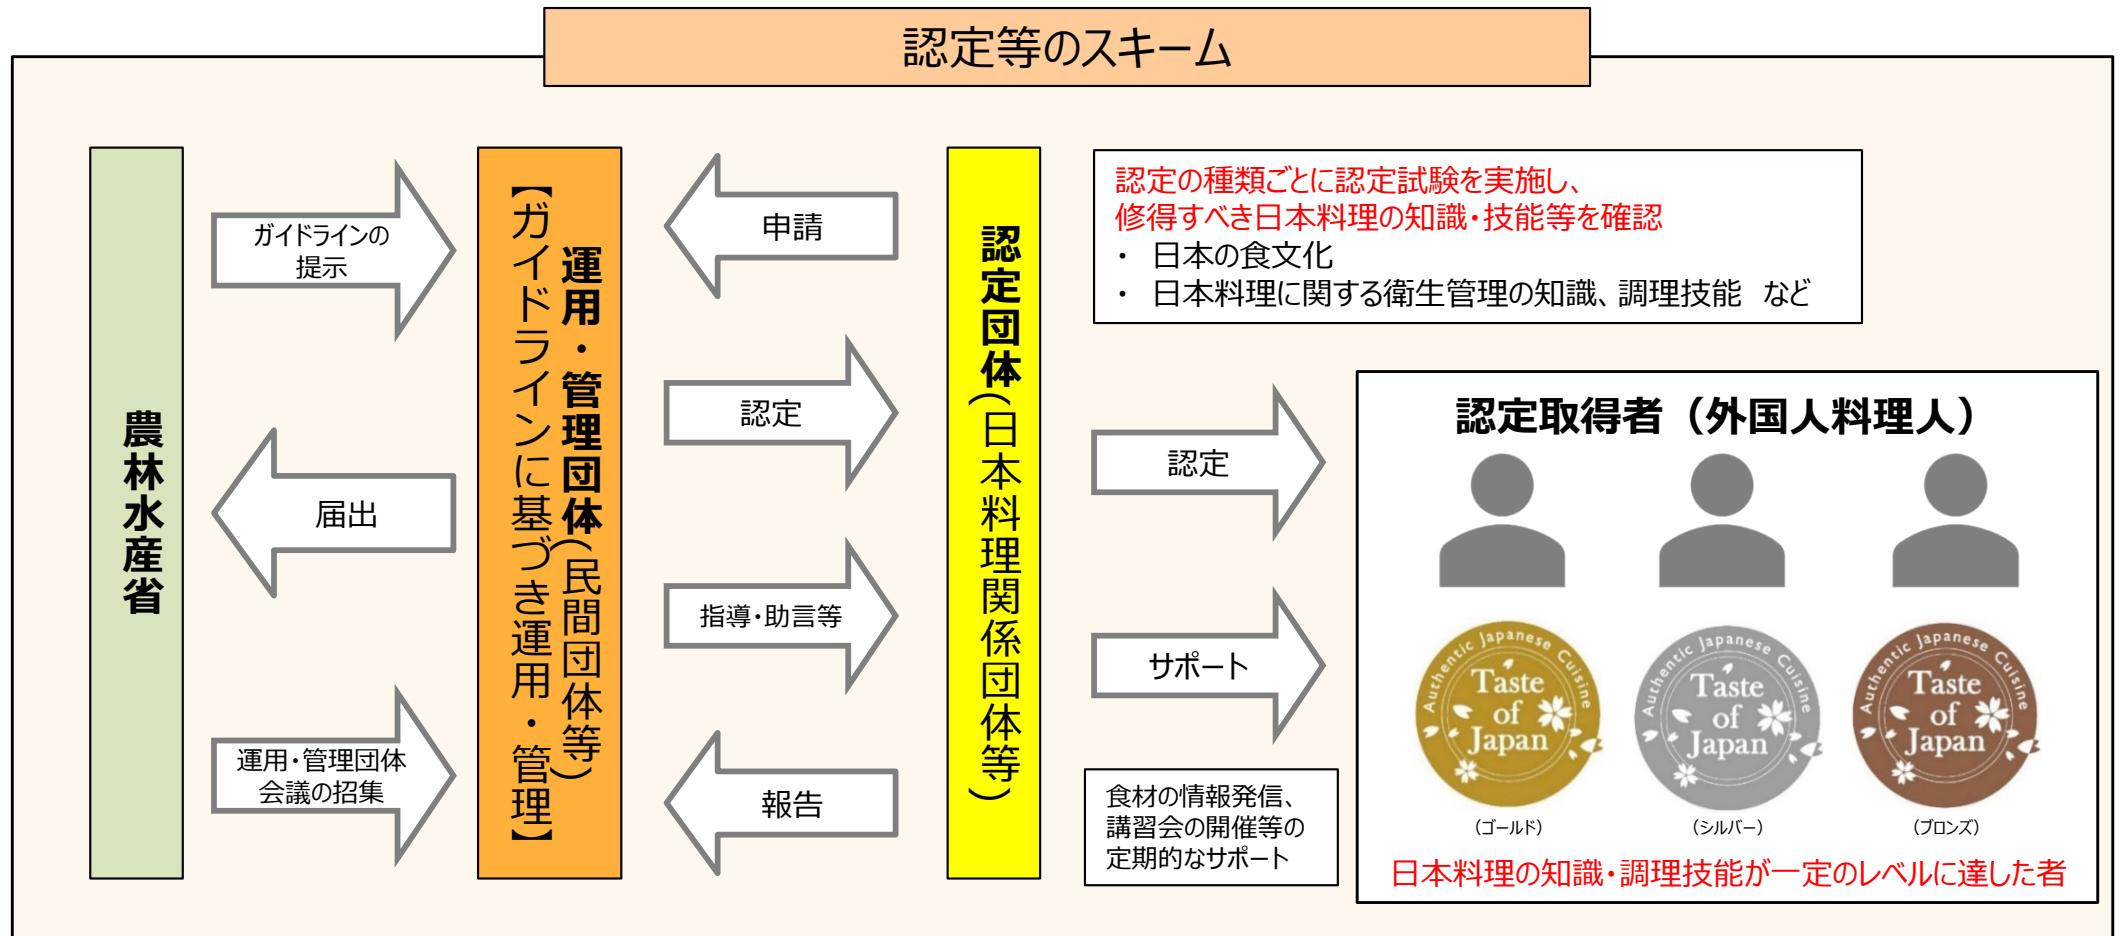 認定等のスキーム
農林水産省
ガイドラインの
提示
届出
運用・管理団体
会議の招集
運用・管理団体(民間団体等)
【ガイドラインに基づき運用・管理】
申請
認定
指導・助言等
報告
認定団体(日本料理関係団体等)
認定の種類ごとに認定試験を実施し、
修得すべき日本料理の知識・技能等を確認
・ 日本の食文化
・ 日本料理に関する衛生管理の知識、調理技能 など
認定
サポート
食材の情報発信、
講習会の開催等の
定期的なサポート
認定取得者（外国人料理人）
Authentic Japanese Cuisine
Taste
of
Japan
(ゴールド)
Authentic Japanese Cuisine
Taste
of
Japan
(シルバー)
Authentic Japanese Cuisine
Taste
of
Japan
(ブロンズ)
日本料理の知識・調理技能が一定のレベルに達した者